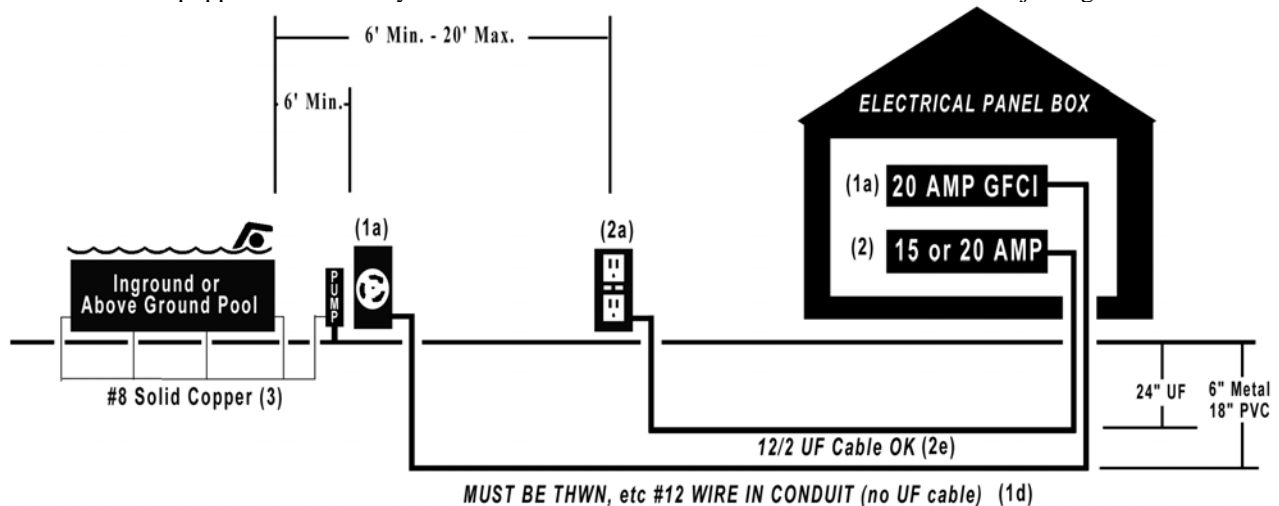 6' Min. - 20' Max.
6' Min.
ELECTRICAL PANEL BOX
(1a) 20 AMP GFCI
(2) 15 or 20 AMP
(1a)
(2a)
PUMP
Inground or
Above Ground Pool
#8 Solid Copper (3)
24" UF
6" Metal
18" PVC
12/2 UF Cable OK (2e)
MUST BE THWN, etc #12 WIRE IN CONDUIT (no UF cable) (1d)